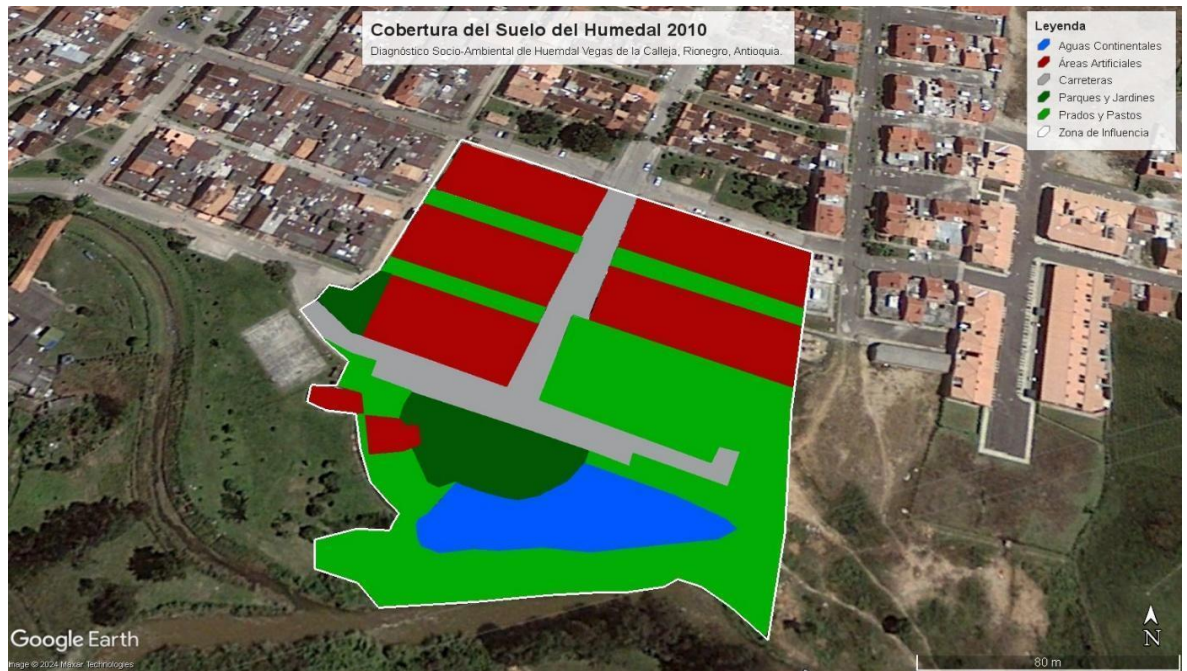 Cobertura del Suelo del Humedal 2010
Diagnóstico Socio-Ambiental de Huemdal Vegas de la Calleja, Rionegro, Antioquia.
Leyenda
Aguas Continentales
Áreas Artificiales
Carreteras
Parques y Jardines
Prados y Pastos
Zona de Influencia
N
Google Earth
Image © 2024 Maxar Technologies
80 m